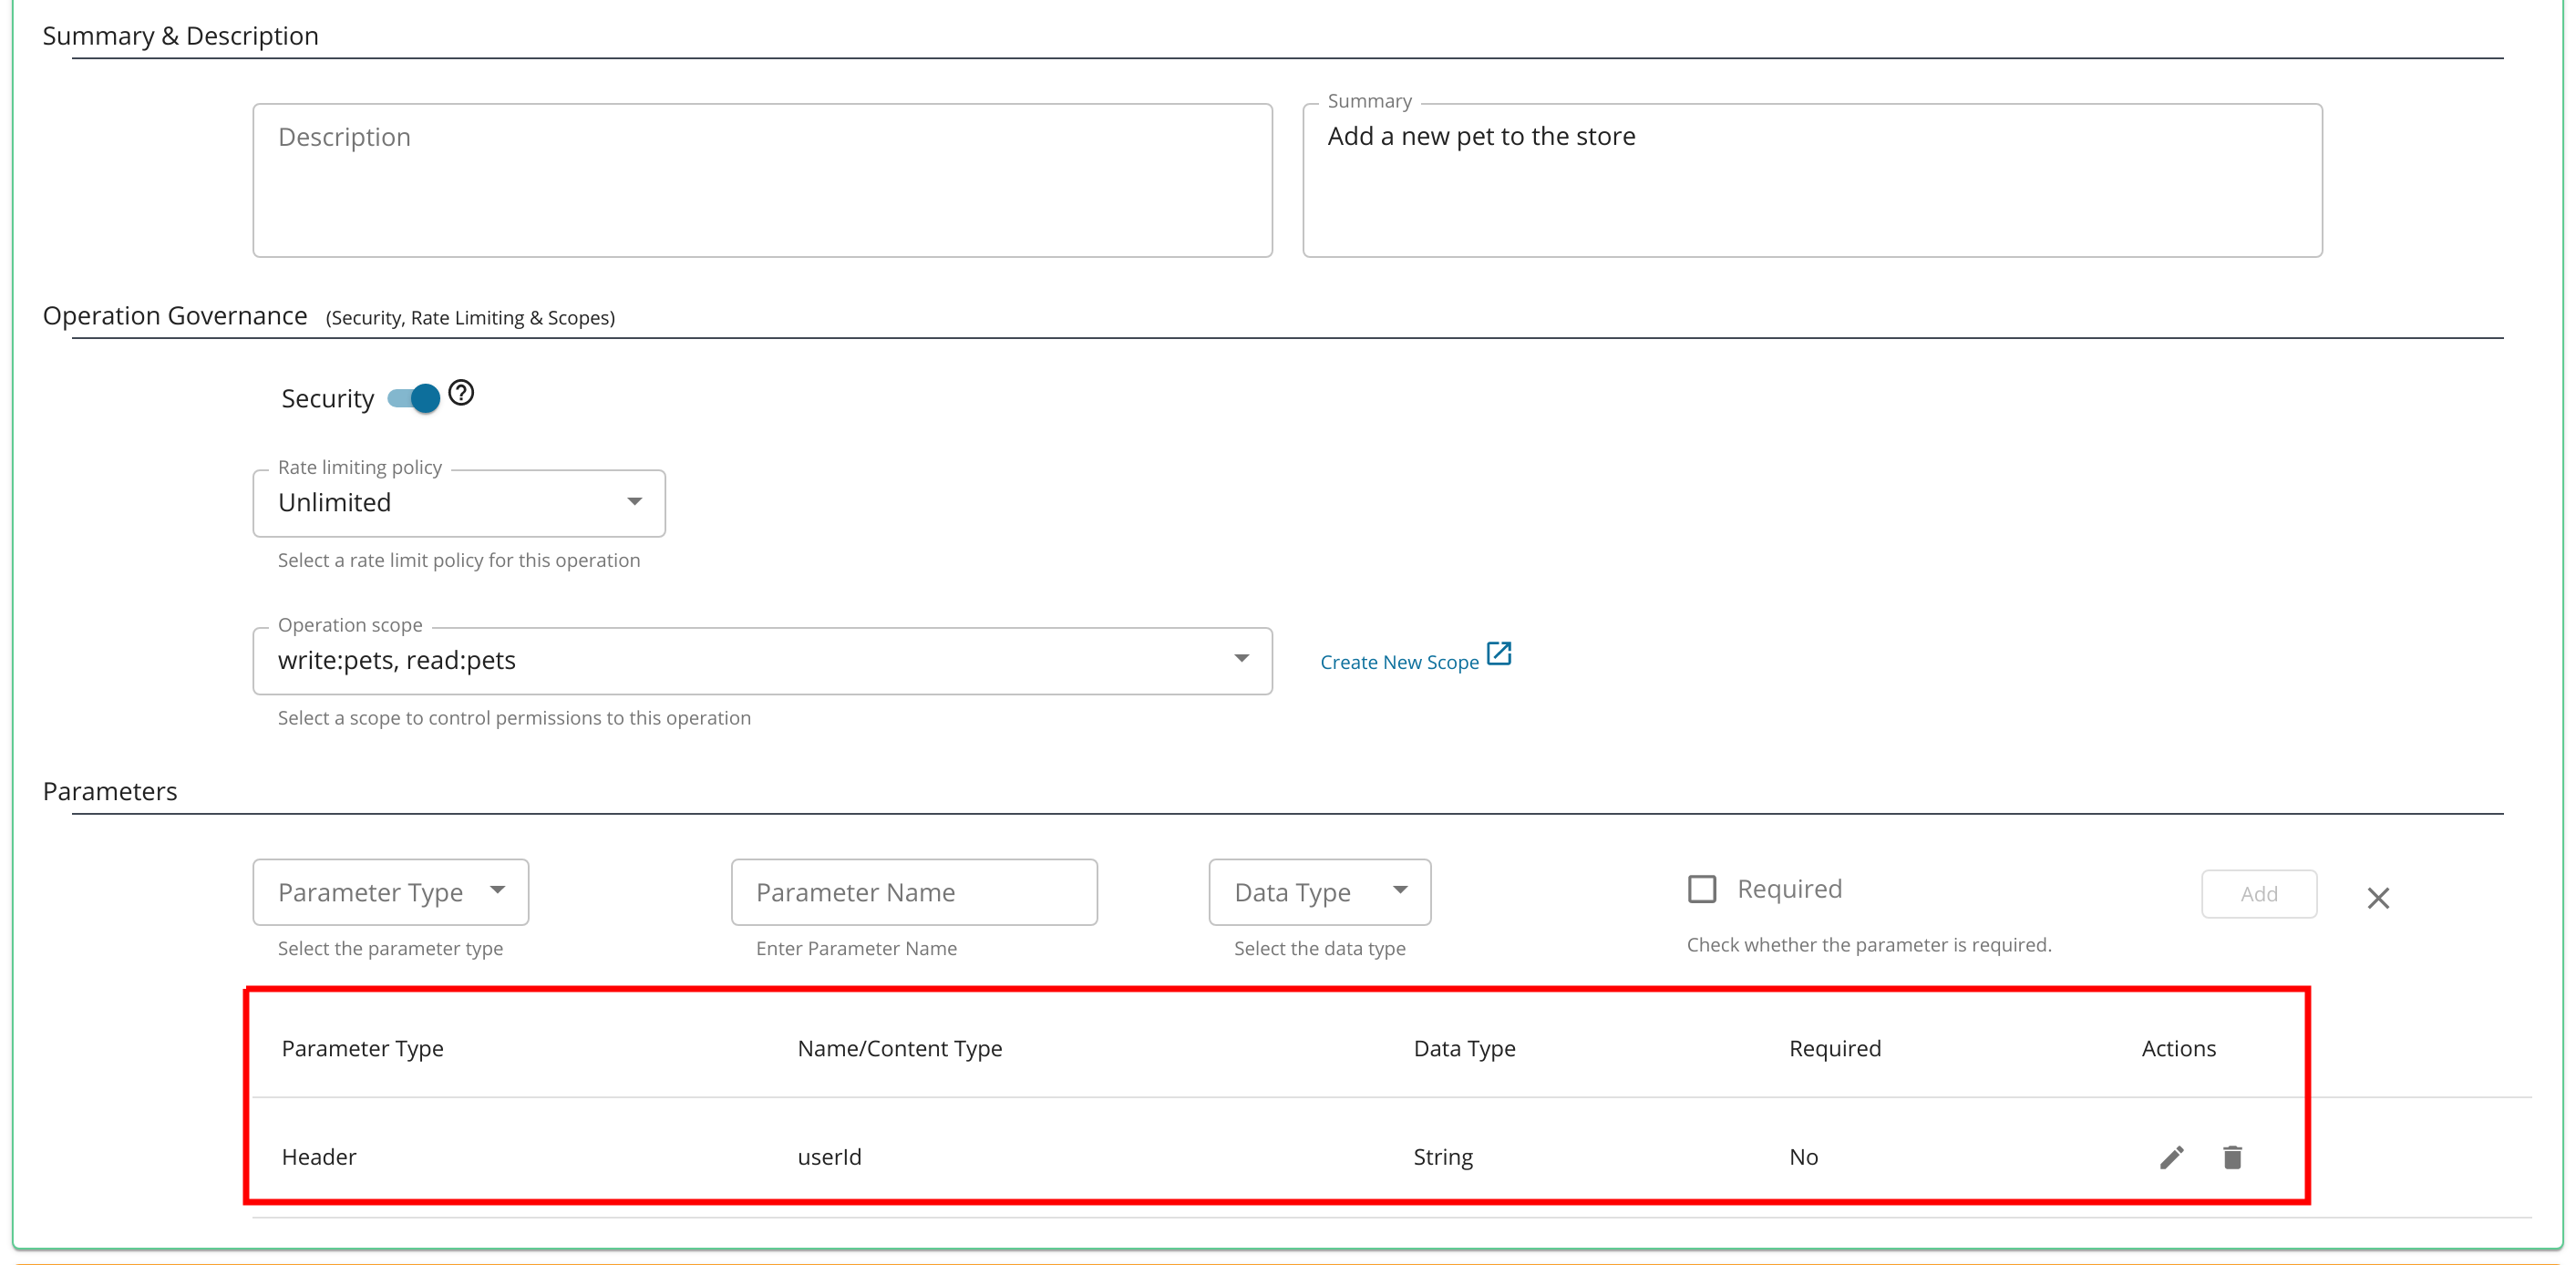 Summary & Description
Description
Summary
Add a new pet to the store
Operation Governance (Security, Rate Limiting & Scopes)
Security
Rate limiting policy
Unlimited
Select a rate limit policy for this operation
Operation scope
write:pets, read:pets
Create New Scope
Select a scope to control permissions to this operation
Parameters
Parameter Type
Parameter Name
Data Type
Required
Add
Select the parameter type
Enter Parameter Name
Select the data type
Check whether the parameter is required.
Parameter Type Name/Content Type Data Type Required Actions
Header userId String No